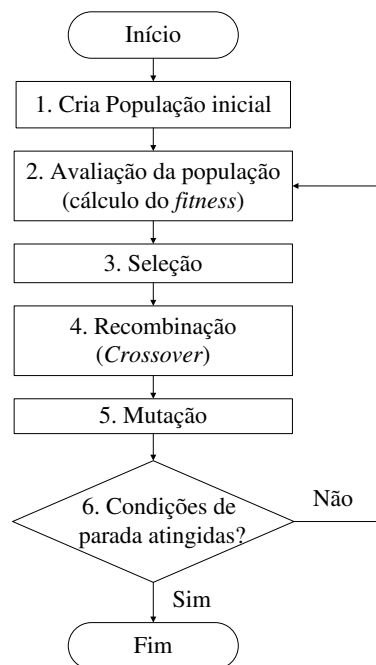 Início
1. Cria População inicial
2. Avaliação da população
(cálculo do fitness)
3. Seleção
4. Recombinação
(Crossover)
5. Mutação
6. Condições de
parada atingidas?
Não
Sim
Fim